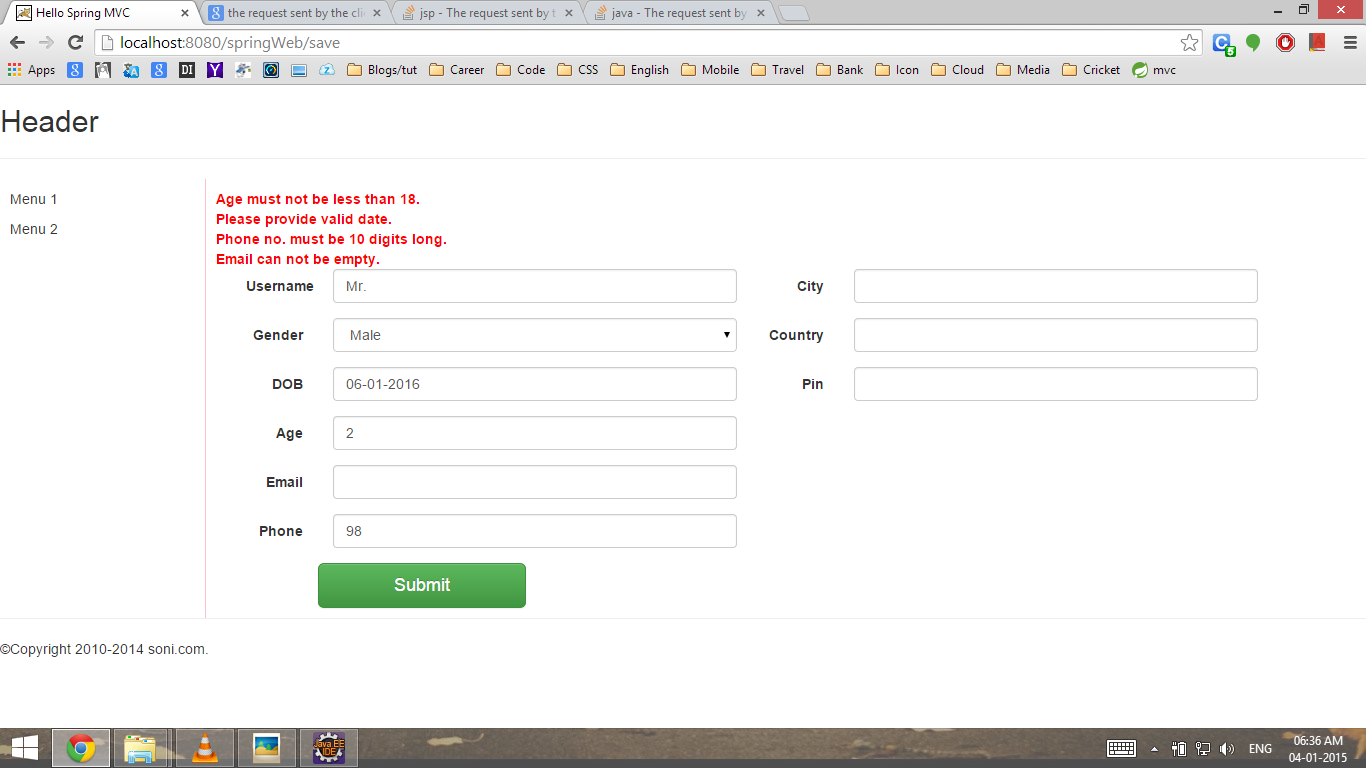 Hello Spring MVC
the request sent by the cli
jsp - The request sent by t
java - The request sent by
localhost:8080/springWeb/save
Apps Blogs/tut Career Code CSS English Mobile Travel Bank Icon Cloud Media Cricket mvc
Header
Menu 1
Menu 2
Age must not be less than 18.
Please provide valid date.
Phone no. must be 10 digits long.
Email can not be empty.
Username Mr. City
Gender Male Country
DOB 06-01-2016 Pin
Age 2
Email
Phone 98
Submit
©Copyright 2010-2014 soni.com.
Java EE
IDE
ENG
06:36 AM
04-01-2015